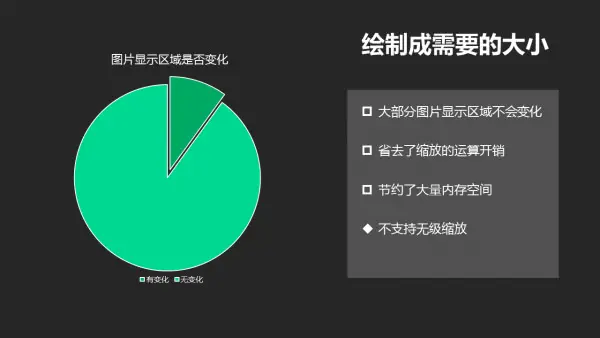 绘制成需要的大小
图片显示区域是否变化
大部分图片显示区域不会变化
省去了缩放的运算开销
节约了大量内存空间
不支持无级缩放
有变化 无变化